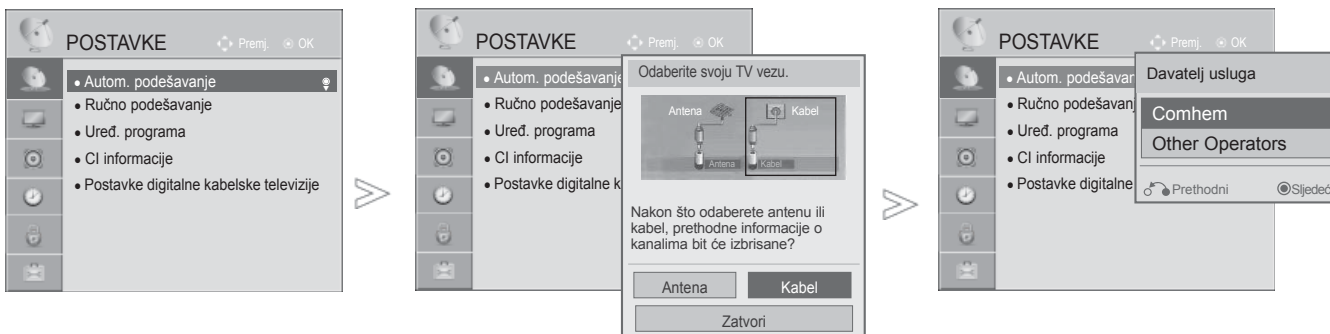 POSTAVKE
Premj. OK
• Autom. podešavanje
• Ručno podešavanje
• Uređ. programa
• CI informacije
• Postavke digitalne kabelske televizije
POSTAVKE
Premj. OK
• Autom. podešavanje
• Ručno podešavanje
• Uređ. programa
• CI informacije
• Postavke digitalne k
Odaberite svoju TV vezu.
Antena
Kabel
Antena
Kabel
Nakon što odaberete antenu ili
kabel, prethodne informacije o
kanalima bit će izbrisane?
Antena
Kabel
Zatvori
POSTAVKE
Premj. OK
• Autom. podešavan
• Ručno podešavanj
• Uređ. programa
• CI informacije
• Postavke digitalne
Davatelj usluga
Comhem
Other Operators
Prethodni
Sljedeć